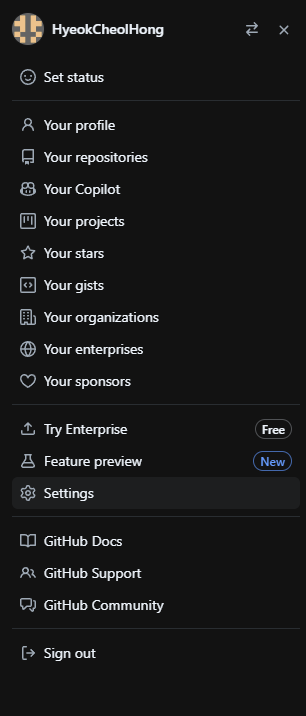 HyeokCheolHong
Set status
Your profile
Your repositories
Your Copilot
Your projects
Your stars
Your gists
Your organizations
Your enterprises
Your sponsors
Try Enterprise Free
Feature preview New
Settings
GitHub Docs
GitHub Support
GitHub Community
Sign out